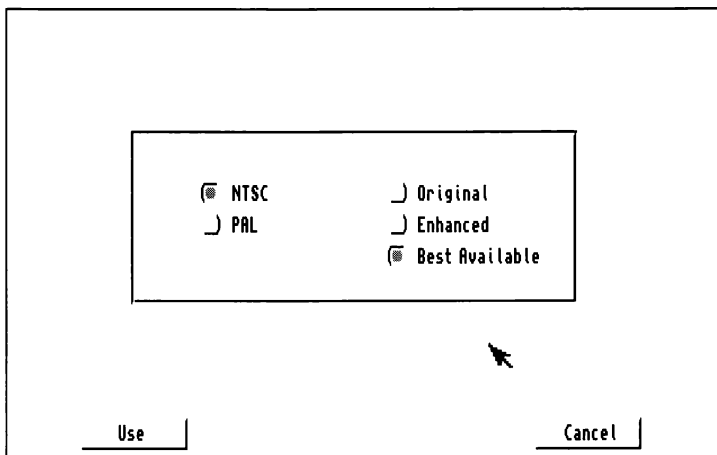 NTSC Original
PAL Enhanced
Best Available
Use Cancel